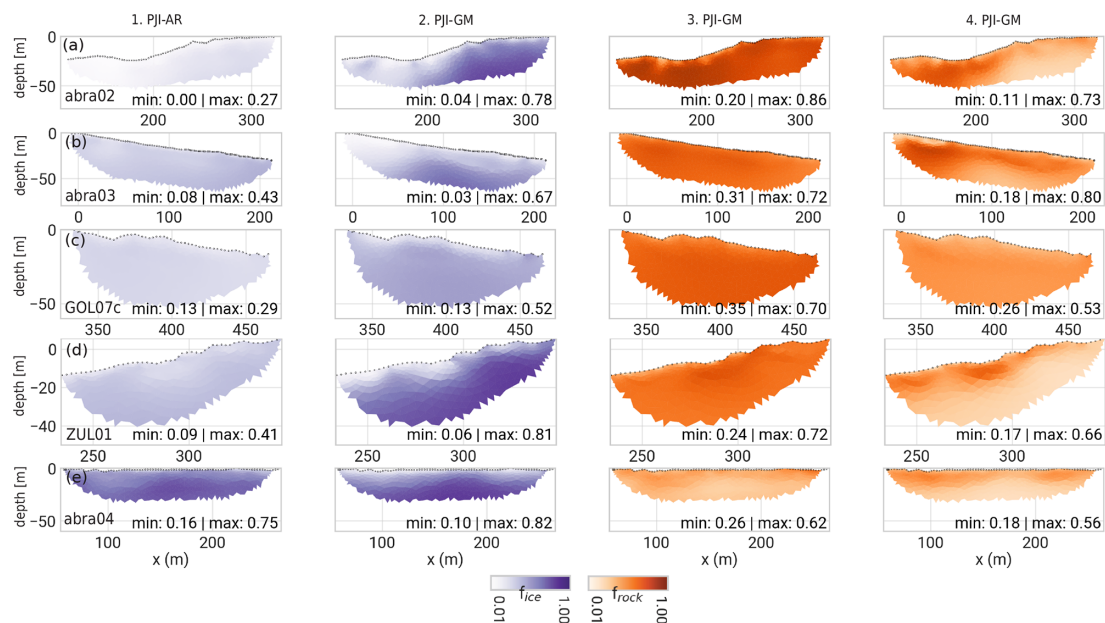 1. PJI-AR 2. PJI-GM 3. PJI-GM 4. PJI-GM
depth [m] 0 −50 (a) abra02 min: 0.00 | max: 0.27 min: 0.04 | max: 0.78 min: 0.20 | max: 0.86 min: 0.11 | max: 0.73
200 300 200 300 200 300 200 300
depth [m] 0 −50 (b) abra03 min: 0.08 | max: 0.43 min: 0.03 | max: 0.67 min: 0.31 | max: 0.72 min: 0.18 | max: 0.80
0 100 200 0 100 200 0 100 200 0 100 200
depth [m] 0 −50 (c) GOL07c min: 0.13 | max: 0.29 min: 0.13 | max: 0.52 min: 0.35 | max: 0.70 min: 0.26 | max: 0.53
350 400 450 350 400 450 350 400 450 350 400 450
depth [m] 0 −20 −40 (d) ZUL01 min: 0.09 | max: 0.41 min: 0.06 | max: 0.81 min: 0.24 | max: 0.72 min: 0.17 | max: 0.66
250 300 250 300 250 300 350 250 300 350
depth [m] 0 −50 (e) abra04 min: 0.16 | max: 0.75 min: 0.10 | max: 0.82 min: 0.26 | max: 0.62 min: 0.18 | max: 0.56
100 200 100 200 100 200 100 200
x (m) x (m) x (m) x (m)
fice frock
0.01 1.00 0.01 1.00